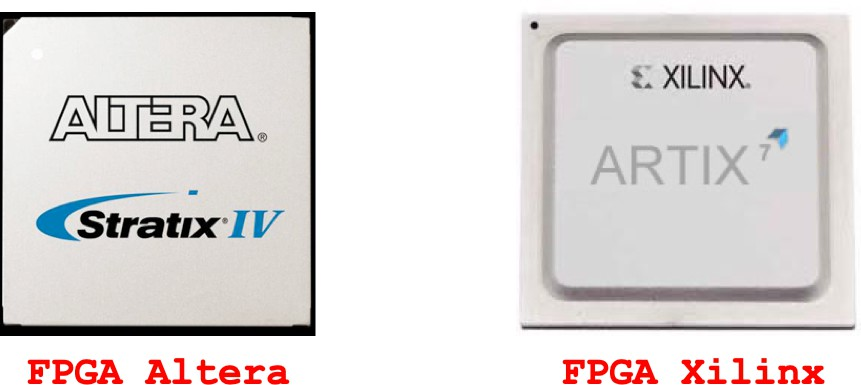 ALTERA®
Stratix® IV
XILINX®
ARTIX 7
FPGA Altera
FPGA Xilinx